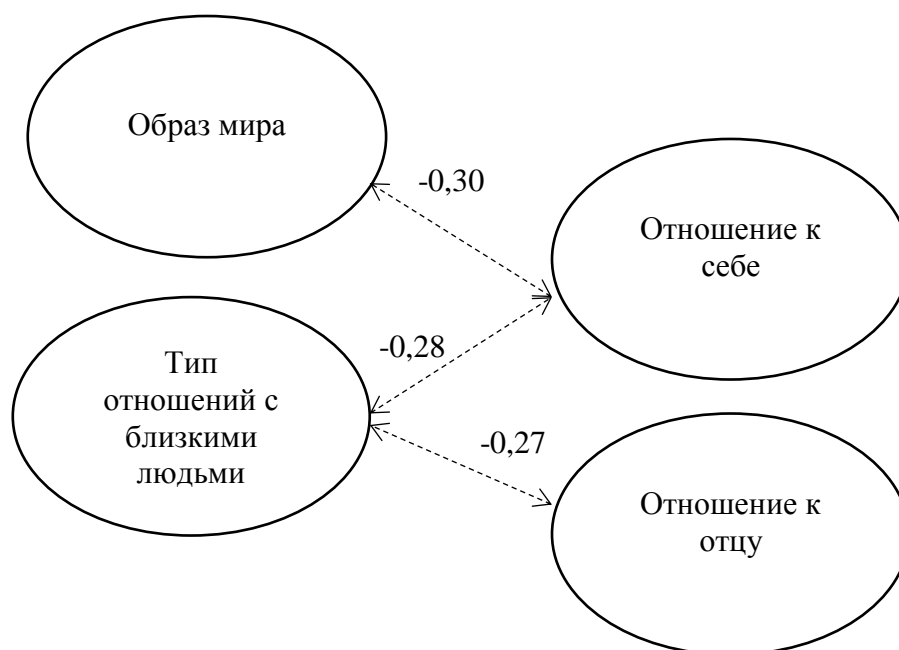 Образ мира
-0,30
Отношение к
себе
Тип
отношений с
близкими
людьми
-0,28
-0,27
Отношение к
отцу